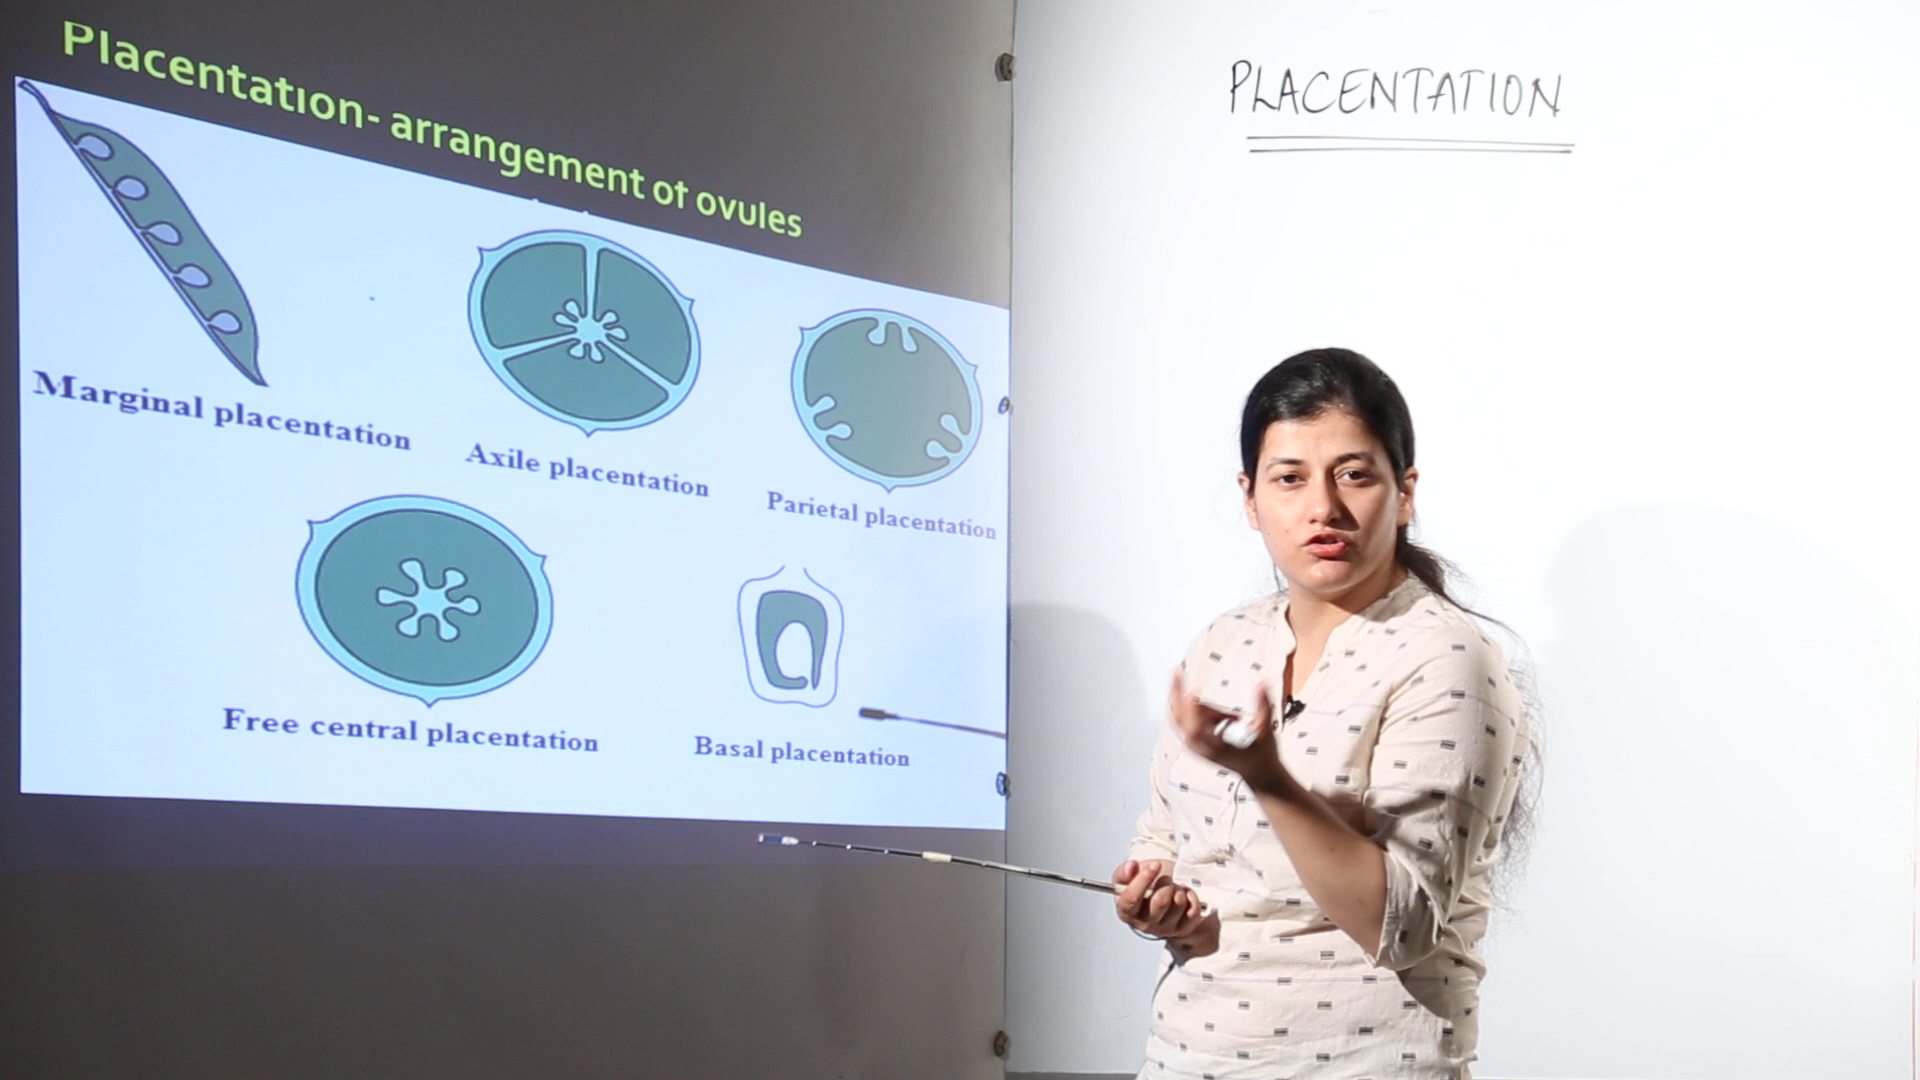 Placentation- arrangement of ovules
Marginal placentation
Axile placentation
Parietal placentation
Free central placentation
Basal placentation
PLACENTATION